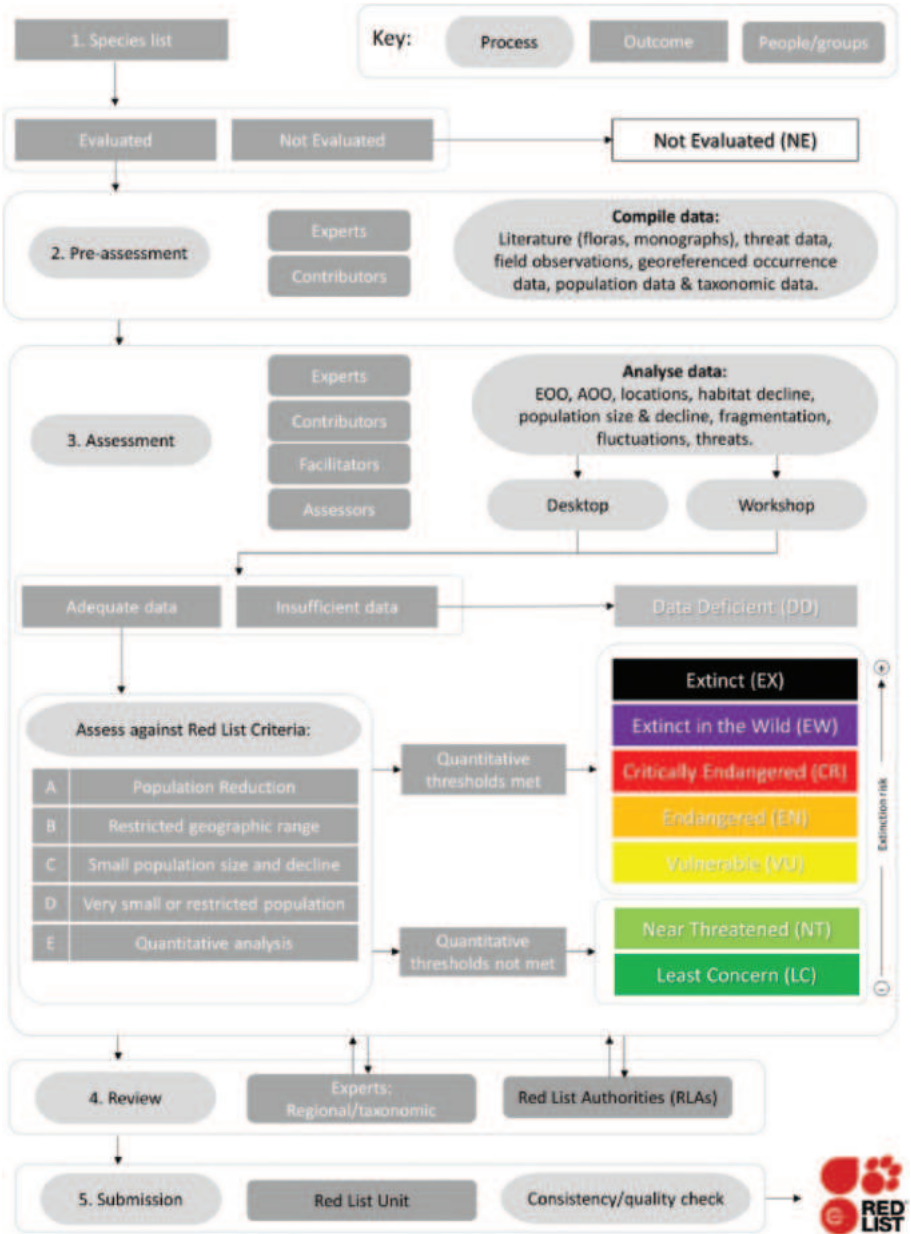 1. Species list
Key:
Process
Outcome
People/groups
Evaluated
Not Evaluated
Not Evaluated (NE)
2. Pre-assessment
Experts
Contributors
Compile data:
Literature (floras, monographs), threat data,
field observations, georeferenced occurrence
data, population data & taxonomic data.
3. Assessment
Experts
Contributors
Facilitators
Assessors
Analyse data:
EOO, AOO, locations, habitat decline,
population size & decline, fragmentation,
fluctuations, threats.
Desktop
Workshop
Adequate data
Insufficient data
Data Deficient (DD)
Assess against Red List Criteria:
A Population Reduction
B Restricted geographic range
C Small population size and decline
D Very small or restricted population
E Quantitative analysis
Quantitative
thresholds met
Quantitative
thresholds not met
Extinct (EX)
Extinct in the Wild (EW)
Critically Endangered (CR)
Endangered (EN)
Vulnerable (VU)
Near Threatened (NT)
Least Concern (LC)
+
Extinction risk
-
4. Review
Experts:
Regional/taxonomic
Red List Authorities (RLAs)
5. Submission
Red List Unit
Consistency/quality check
RED
LIST